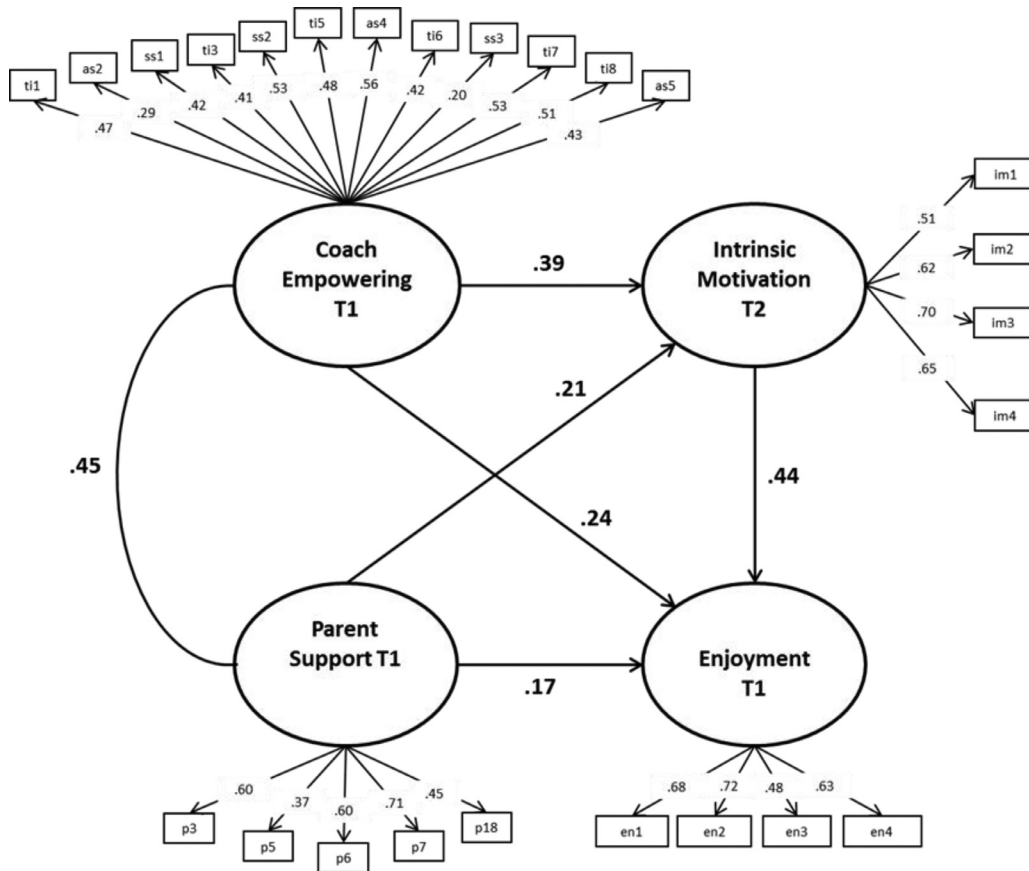 ti1
as2
ss1
ti3
ss2
ti5
as4
ti6
ss3
ti7
ti8
as5
.47
.29
.42
.41
.53
.48
.56
.42
.20
.53
.51
.43
Coach
Empowering
T1
.39
Intrinsic
Motivation
T2
im1
im2
im3
im4
.51
.62
.70
.65
.45
.21
.24
.44
Parent
Support T1
.17
Enjoyment
T1
.60
.37
.60
.71
.45
p3
p5
p6
p7
p18
.68
.72
.48
.63
en1
en2
en3
en4